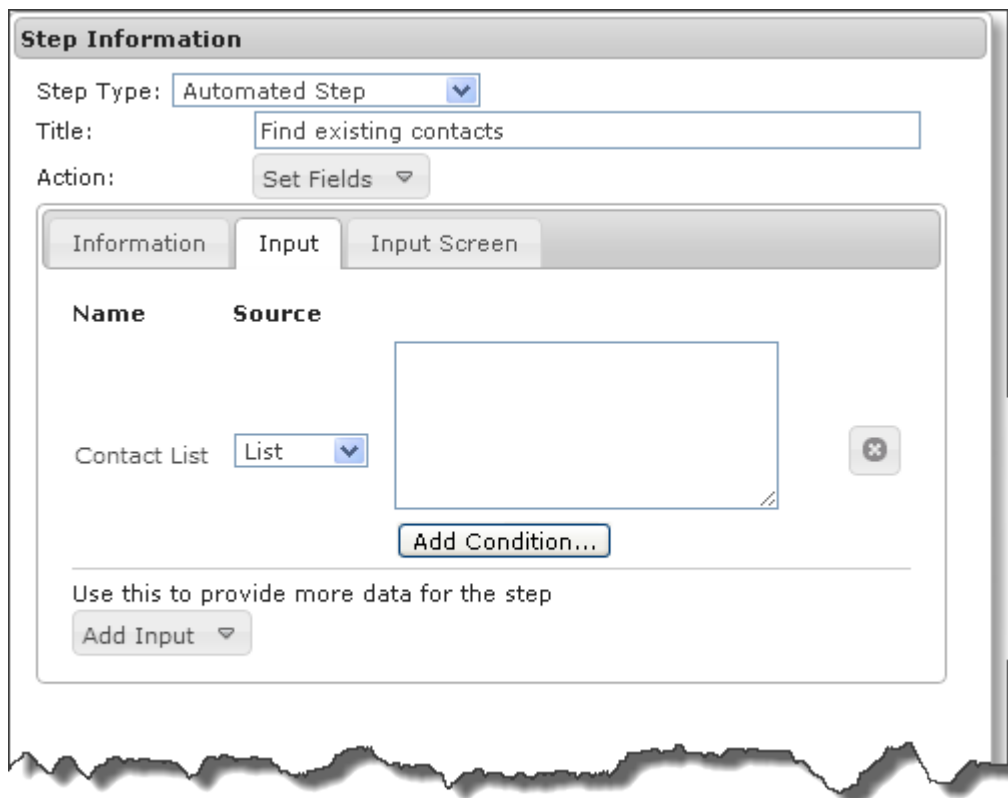 Step Information
Step Type: Automated Step
Title: Find existing contacts
Action: Set Fields
Information Input Input Screen
Name Source
Contact List List
Add Condition...
Use this to provide more data for the step
Add Input